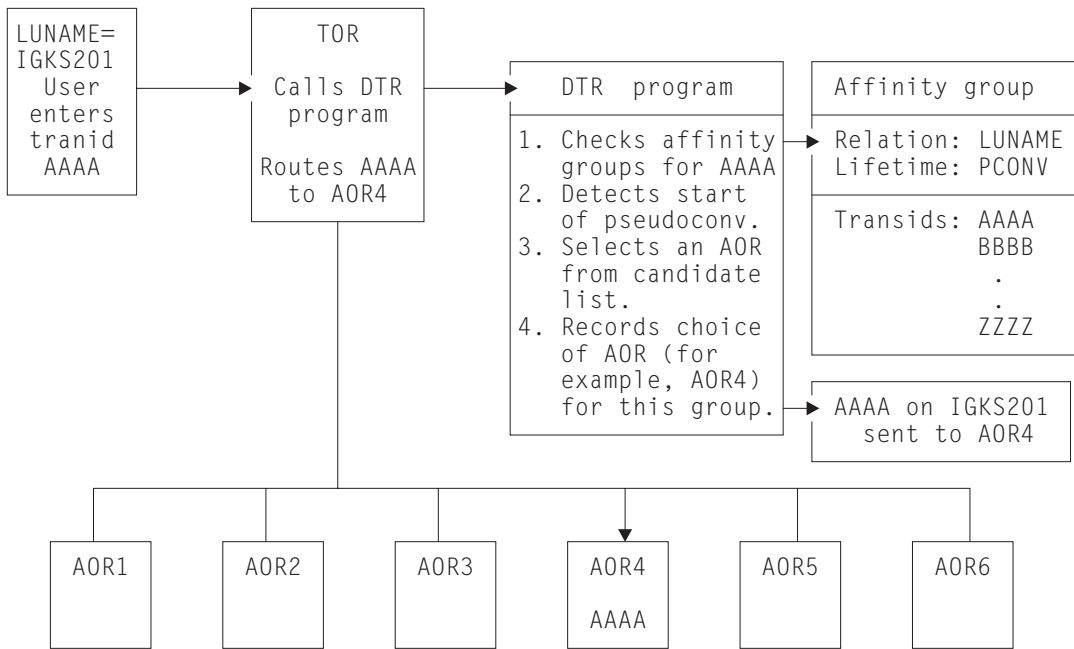 LUNAME=
IGKS201
User
enters
tranid
AAAA
TOR
Calls DTR
program
Routes AAAA
to AOR4
DTR program
1. Checks affinity
groups for AAAA
2. Detects start
of pseudoconv.
3. Selects an AOR
from candidate
list.
4. Records choice
of AOR (for
example, AOR4)
for this group.
Affinity group
Relation: LUNAME
Lifetime: PCONV
Transids: AAAA
BBBB
.
.
ZZZZ
AAAA on IGKS201
sent to AOR4
AOR1
AOR2
AOR3
AOR4
AAAA
AOR5
AOR6